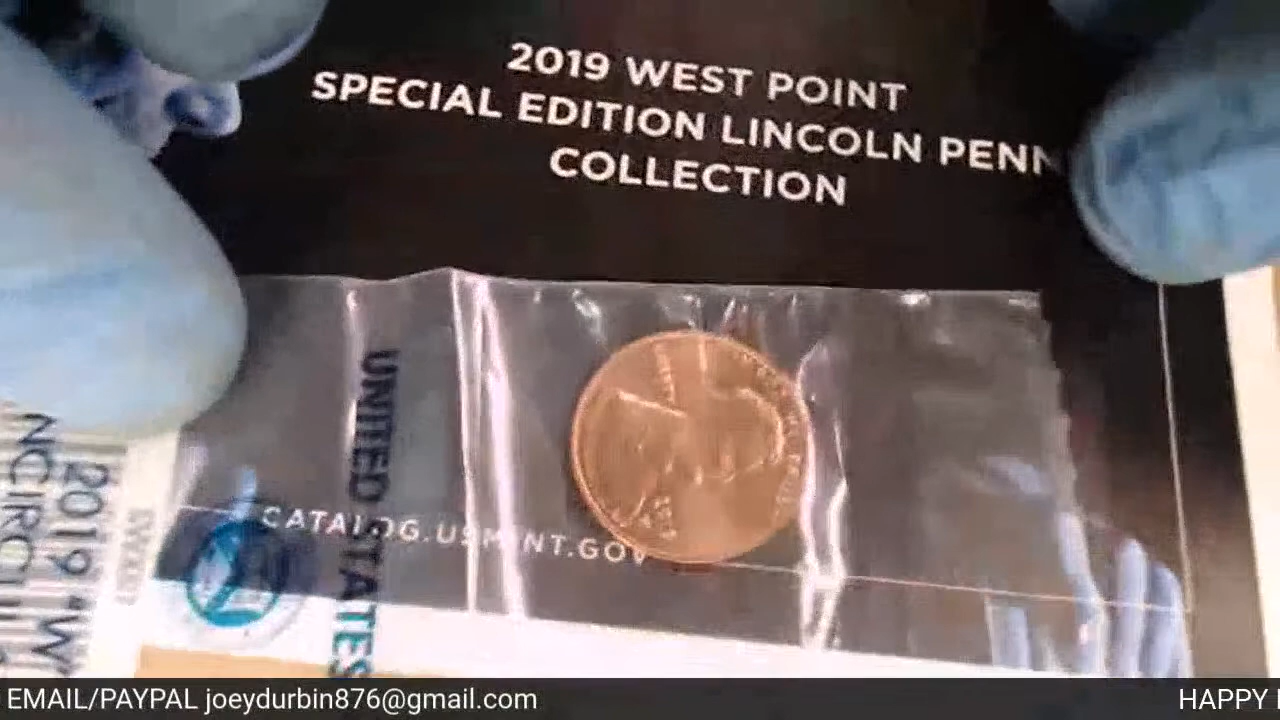 2019 WEST POINT
SPECIAL EDITION LINCOLN PENN
COLLECTION
UNITED STATES
CATALOG.USMINT.GOV
2019 "W"
NCIRCU
EMAIL/PAYPAL joeydurbin876@gmail.com
HAPPY